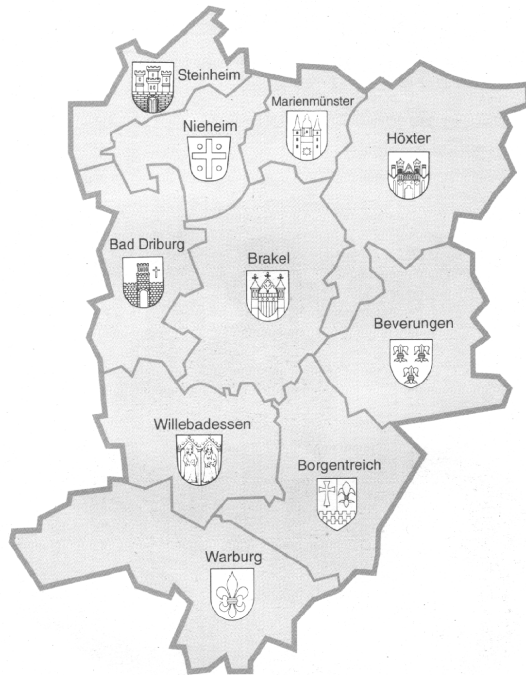 Steinheim
Marienmünster
Nieheim
Höxter
Bad Driburg
Brakel
Beverungen
Willebadessen
Borgentreich
Warburg